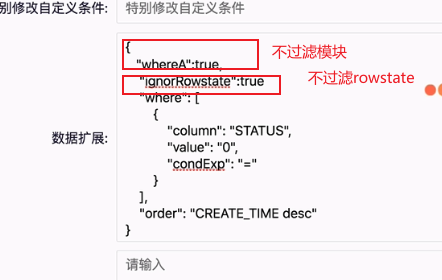 别修改自定义条件:
特别修改自定义条件
{
"whereA":true,
不过滤模块
"ignorRowstate":true
不过滤rowstate
"where": [
{
"column": "STATUS",
数据扩展:
"value": "0",
"condExp": "="
}
],
"order": "CREATE_TIME desc"
}
请输入